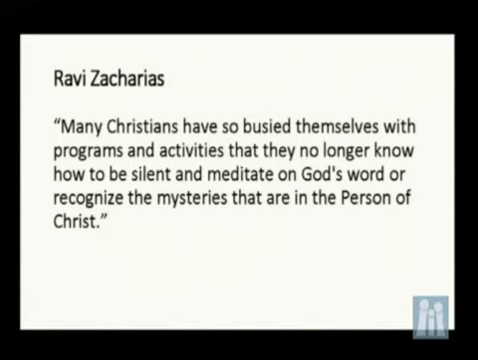 Ravi Zacharias
“Many Christians have so busied themselves with
programs and activities that they no longer know
how to be silent and meditate on God's word or
recognize the mysteries that are in the Person of
Christ.”